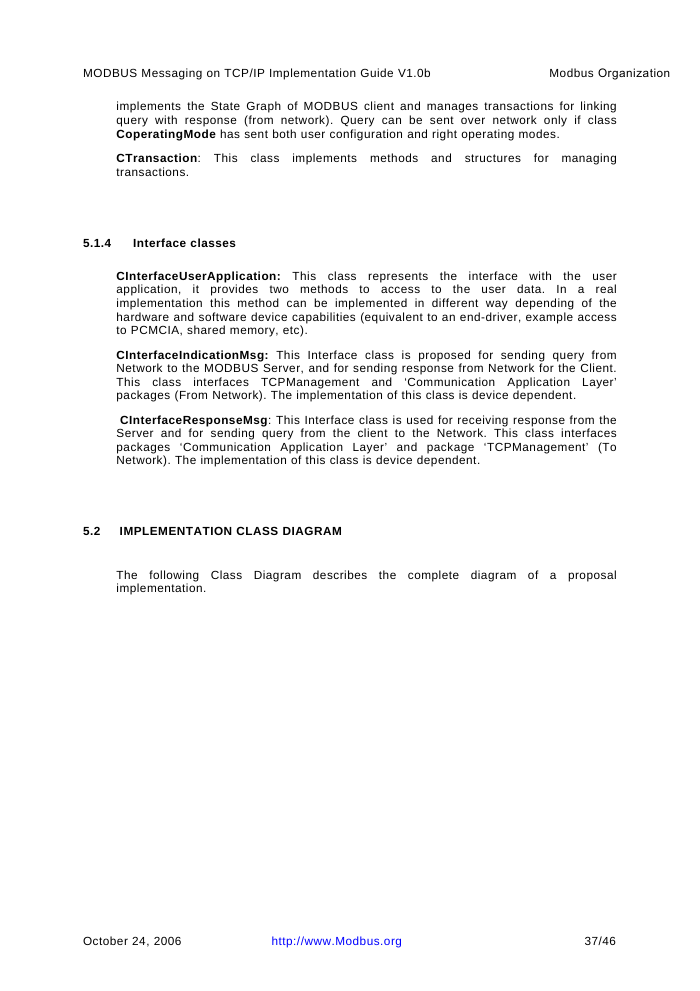 MODBUS Messaging on TCP/IP Implementation Guide V1.0b Modbus Organization
implements the State Graph of MODBUS client and manages transactions for linking
query with response (from network). Query can be sent over network only if class
CoperatingMode has sent both user configuration and right operating modes.
CTransaction: This class implements methods and structures for managing
transactions.
5.1.4 Interface classes
CInterfaceUserApplication: This class represents the interface with the user
application, it provides two methods to access to the user data. In a real
implementation this method can be implemented in different way depending of the
hardware and software device capabilities (equivalent to an end-driver, example access
to PCMCIA, shared memory, etc).
CInterfaceIndicationMsg: This Interface class is proposed for sending query from
Network to the MODBUS Server, and for sending response from Network for the Client.
This class interfaces TCPManagement and ‘Communication Application Layer’
packages (From Network). The implementation of this class is device dependent.
CInterfaceResponseMsg: This Interface class is used for receiving response from the
Server and for sending query from the client to the Network. This class interfaces
packages ‘Communication Application Layer’ and package ‘TCPManagement’ (To
Network). The implementation of this class is device dependent.
5.2 IMPLEMENTATION CLASS DIAGRAM
The following Class Diagram describes the complete diagram of a proposal
implementation.
October 24, 2006 http://www.Modbus.org 37/46